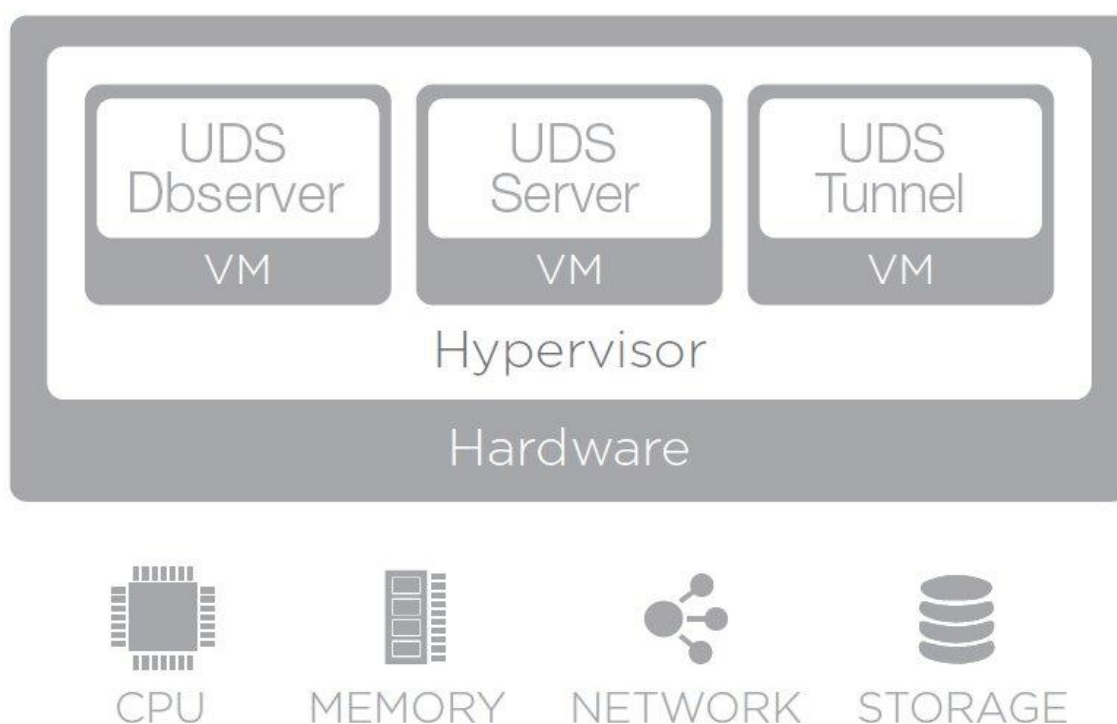 UDS
Dbserver
VM
UDS
Server
VM
UDS
Tunnel
VM
Hypervisor
Hardware
CPU
MEMORY
NETWORK
STORAGE